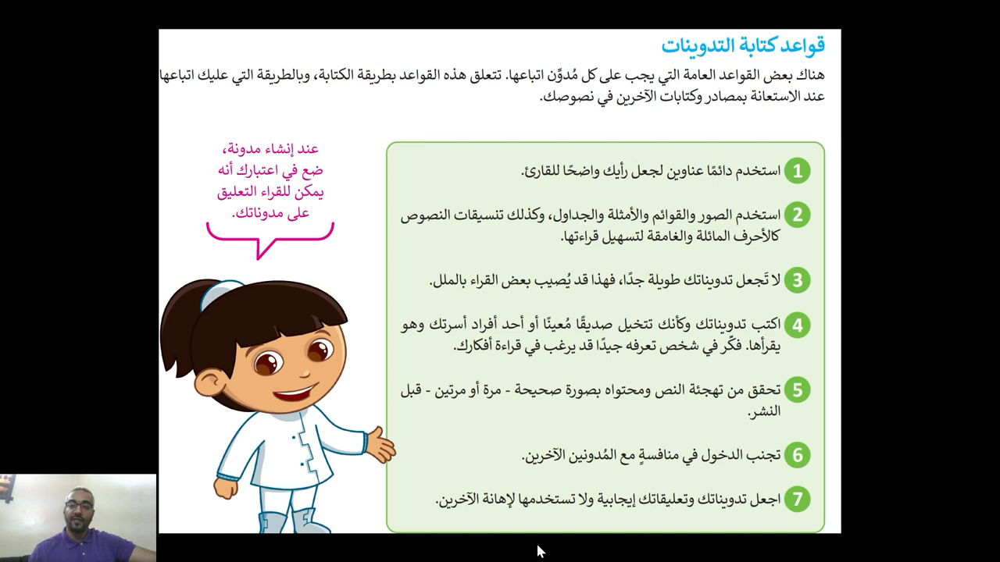 قواعد كتابة التدوينات
هناك بعض القواعد العامة التي يجب على كل مُدوِّن اتباعها. تتعلق هذه القواعد بطريقة الكتابة، وبالطريقة التي عليك اتباعها
عند الاستعانة بمصادر وكتابات الآخرين في نصوصك.
عند إنشاء مدونة،
ضع في اعتبارك أنه
يمكن للقراء التعليق
على مدوناتك.
1 استخدم دائمًا عناوين لجعل رأيك واضحًا للقارئ.
2 استخدم الصور والقوائم والأمثلة والجداول، وكذلك تنسيقات النصوص
كالأحرف المائلة والغامقة لتسهيل قراءتها.
3 لا تَجعل تدويناتك طويلة جدًا، فهذا قد يُصيب بعض القراء بالملل.
4 اكتب تدويناتك وكأنك تتخيل صديقًا مُعينًا أو أحد أفراد أسرتك وهو
يقرأها. فكِّر في شخص تعرفه جيدًا قد يرغب في قراءة أفكارك.
5 تحقق من تهجئة النص ومحتواه بصورة صحيحة - مرة أو مرتين - قبل
النشر.
6 تجنب الدخول في منافسةٍ مع المُدونين الآخرين.
7 اجعل تدويناتك وتعليقاتك إيجابية ولا تستخدمها لإهانة الآخرين.